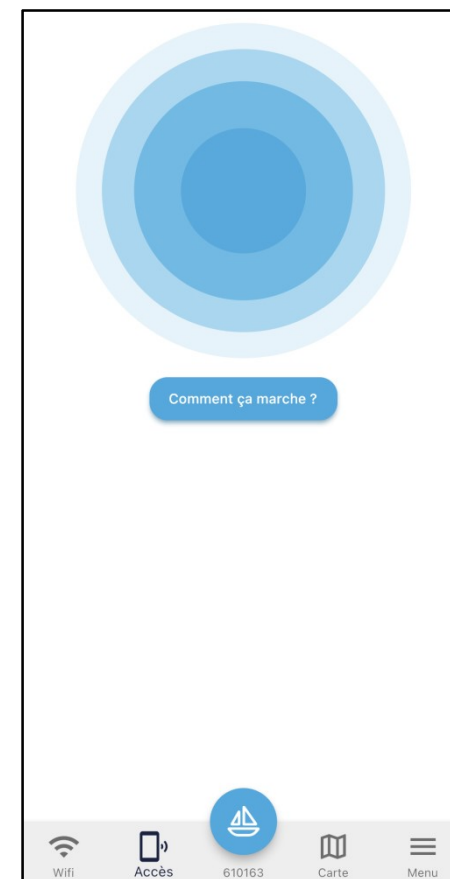 Comment ça marche ?
Wifi
Accès
610163
Carte
Menu